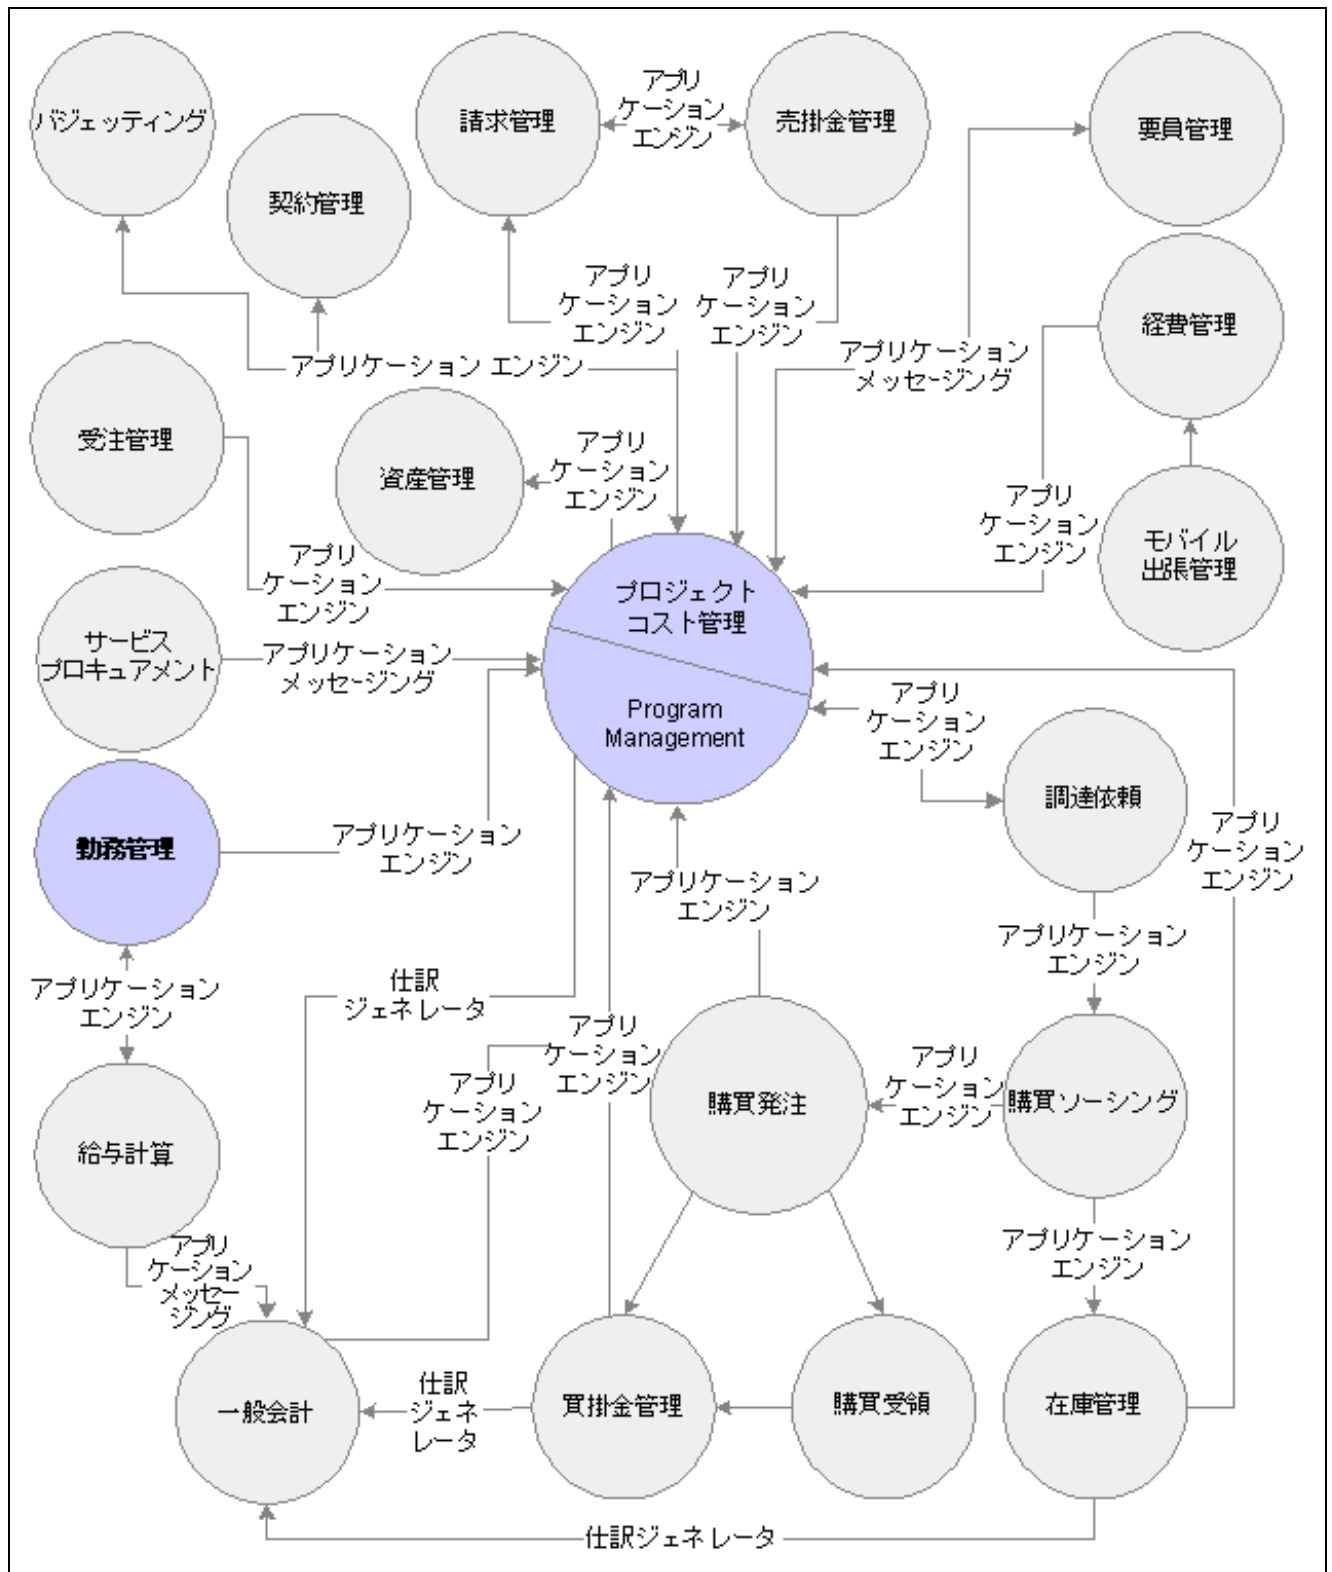 バジェッティング
契約管理
請求管理
アプリ
ケーション
エンジン
売掛金管理
要員管理
アプリ
ケーション
エンジン
アプリ
ケーション
エンジン
経費管理
アプリケーション エンジン
アプリケーション
メッセージング
受注管理
資産管理
アプリ
ケーション
エンジン
アプリ
ケーション
エンジン
モバイル
出張管理
アプリ
ケーション
エンジン
プロジェクト
コスト管理
サービス
プロキュアメント
アプリケーション
メッセージング
Program
Management
アプリ
ケーション
エンジン
調達依頼
勤務管理
アプリケーション
エンジン
アプリ
ケーション
エンジン
アプリケーション
エンジン
アプリケーション
エンジン
アプリケーション
エンジン
仕訳
ジェネレータ
アプリ
ケーション
エンジン
アプリ
ケーション
エンジン
購買発注
アプリ
ケーション
エンジン
購買ソーシング
給与計算
アプリ
ケーション
メッセー
ジング
アプリケーション
エンジン
一般会計
仕訳
ジェネ
レータ
買掛金管理
購買受領
在庫管理
仕訳ジェネレータ